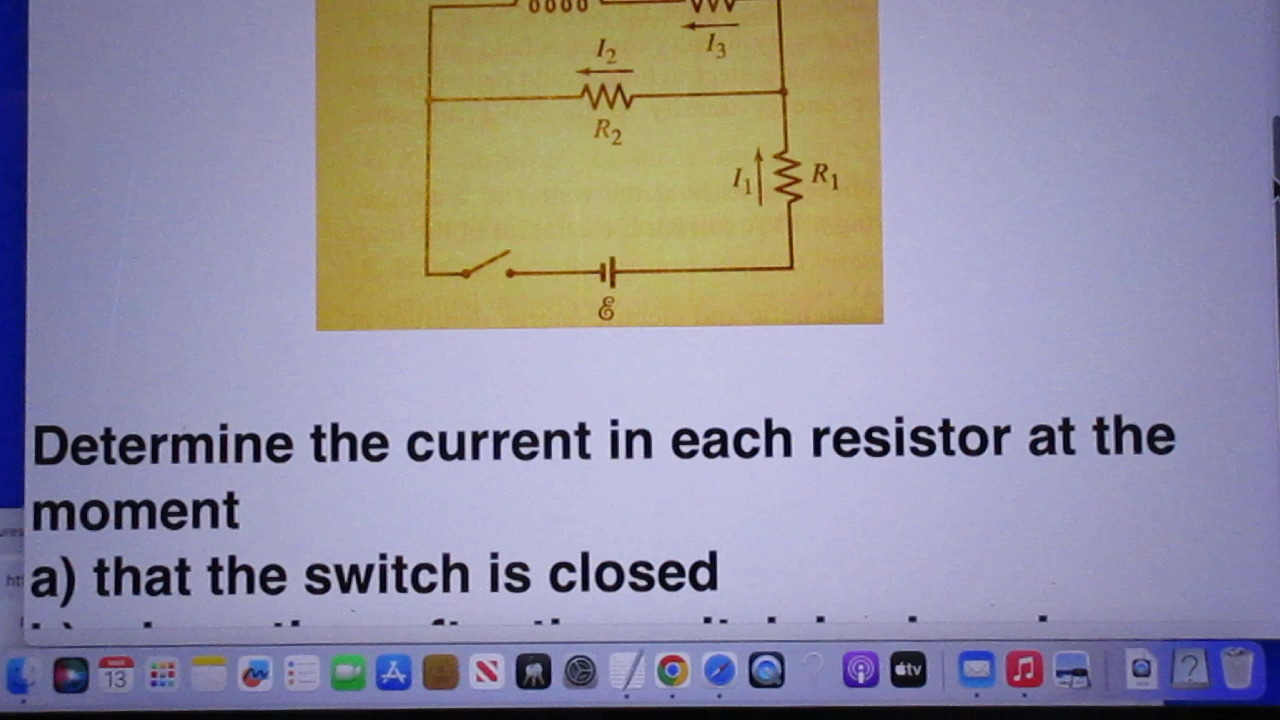 I3
I2
R2
I1
R1
ℰ
Determine the current in each resistor at the
moment
a) that the switch is closed
13
tv